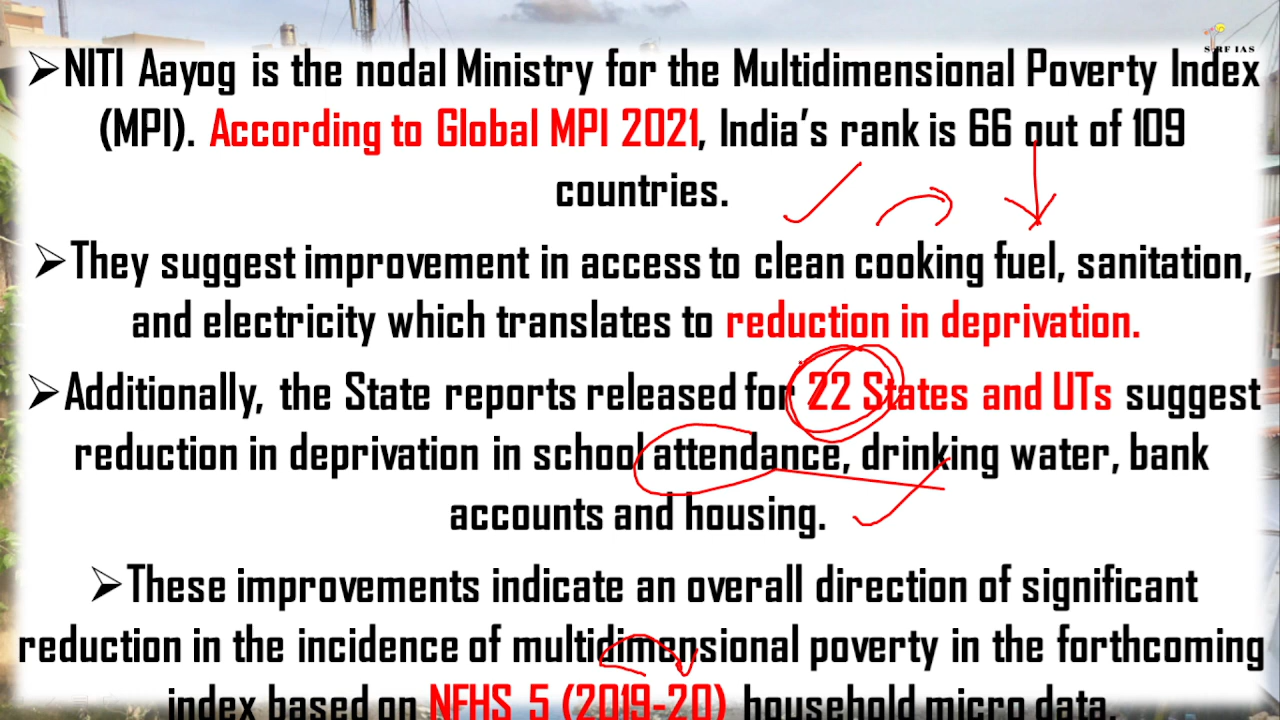 SIRF IAS
➢NITI Aayog is the nodal Ministry for the Multidimensional Poverty Index
(MPI). According to Global MPI 2021, India's rank is 66 out of 109
countries.
➢They suggest improvement in access to clean cooking fuel, sanitation,
and electricity which translates to reduction in deprivation.
➢Additionally, the State reports released for 22 States and UTs suggest
reduction in deprivation in school attendance, drinking water, bank
accounts and housing.
➢These improvements indicate an overall direction of significant
reduction in the incidence of multidimensional poverty in the forthcoming
index based on NFHS 5 (2019-20) household micro data.